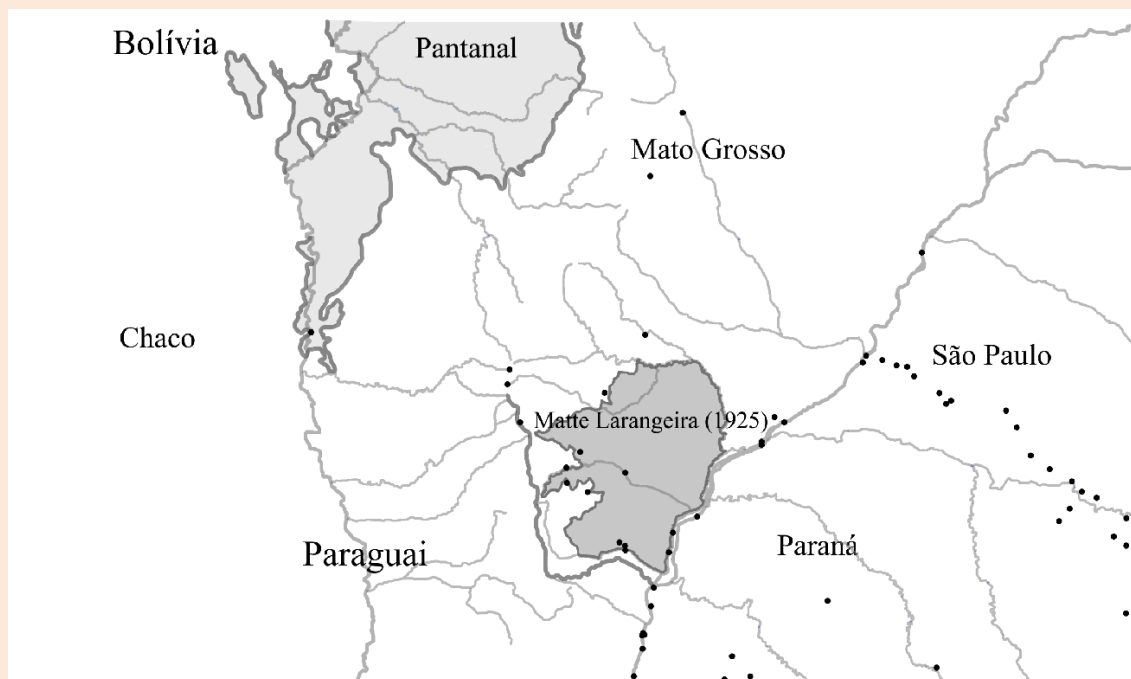 Bolívia
Pantanal
Mato Grosso
Chaco
São Paulo
Matte Larangeira (1925)
Paraguai
Paraná